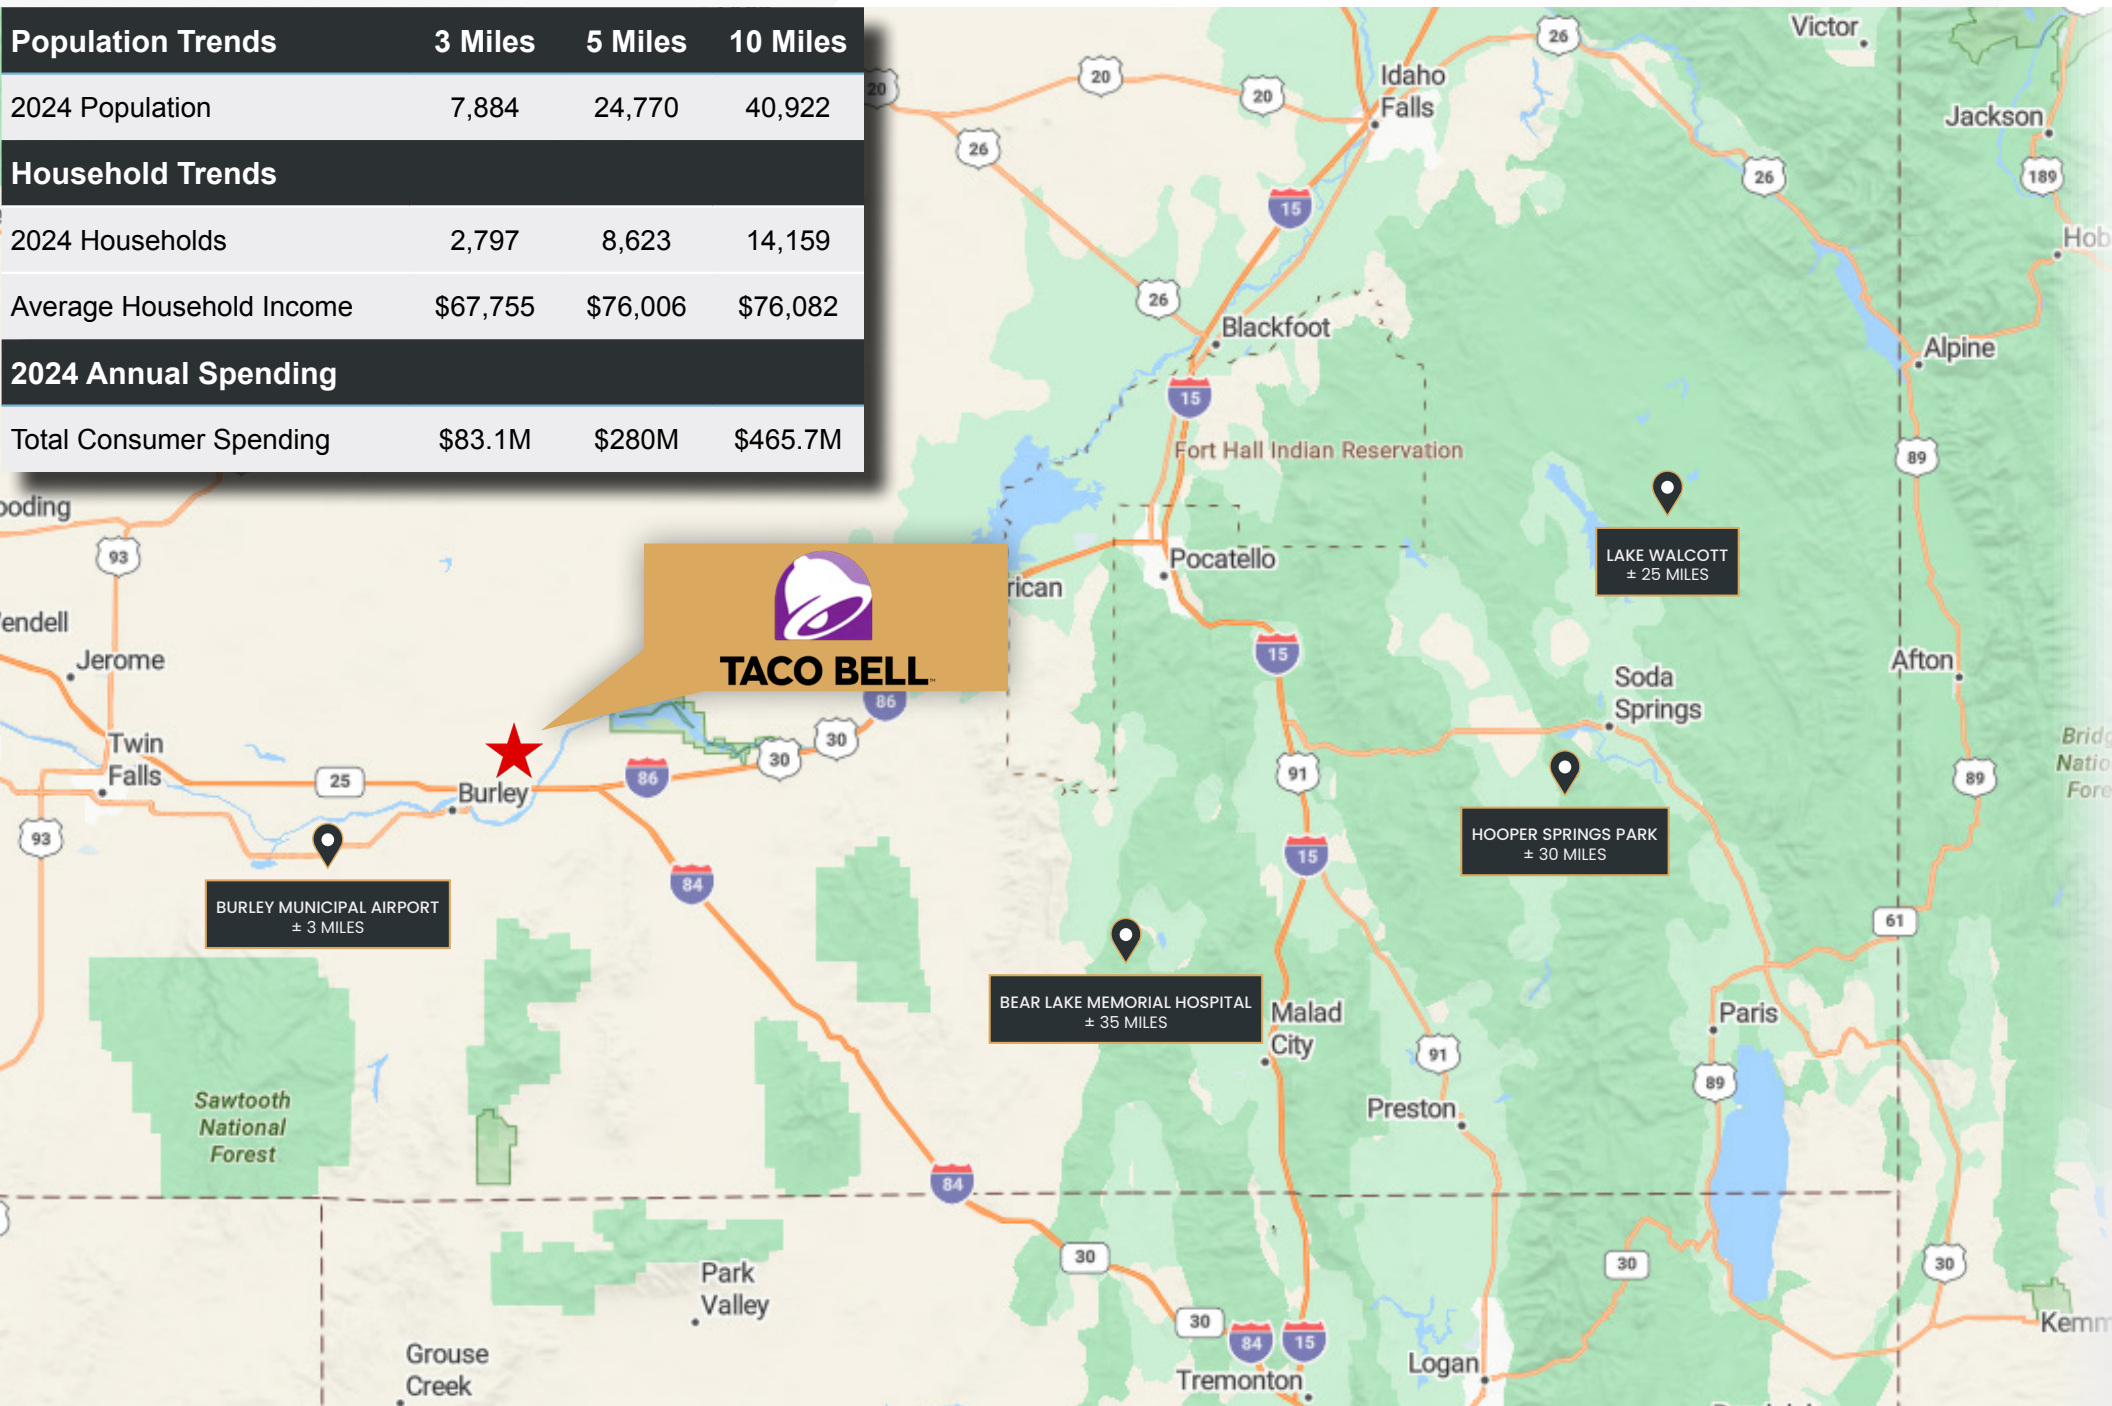 Population Trends 3 Miles 5 Miles 10 Miles
2024 Population 7,884 24,770 40,922
Household Trends
2024 Households 2,797 8,623 14,159
Average Household Income $67,755 $76,006 $76,082
2024 Annual Spending
Total Consumer Spending $83.1M $280M $465.7M
Victor
26
20
20
20
Idaho
Falls
Jackson
26
26
189
15
Hob
26
Blackfoot
Alpine
15
Fort Hall Indian Reservation
89
ooding
93
LAKE WALCOTT
± 25 MILES
Pocatello
rican
TACO BELL
endell
Jerome
15
Afton
Soda
Springs
86
30
30
Twin
Falls
25
86
Burley
91
89
Bridg
Natio
Fore
93
HOOPER SPRINGS PARK
± 30 MILES
15
84
BURLEY MUNICIPAL AIRPORT
± 3 MILES
61
BEAR LAKE MEMORIAL HOSPITAL
± 35 MILES
Malad
City
Paris
91
89
Preston
Sawtooth
National
Forest
84
30
30
30
Park
Valley
30
84
15
Kemm
Grouse
Creek
Logan
Tremonton